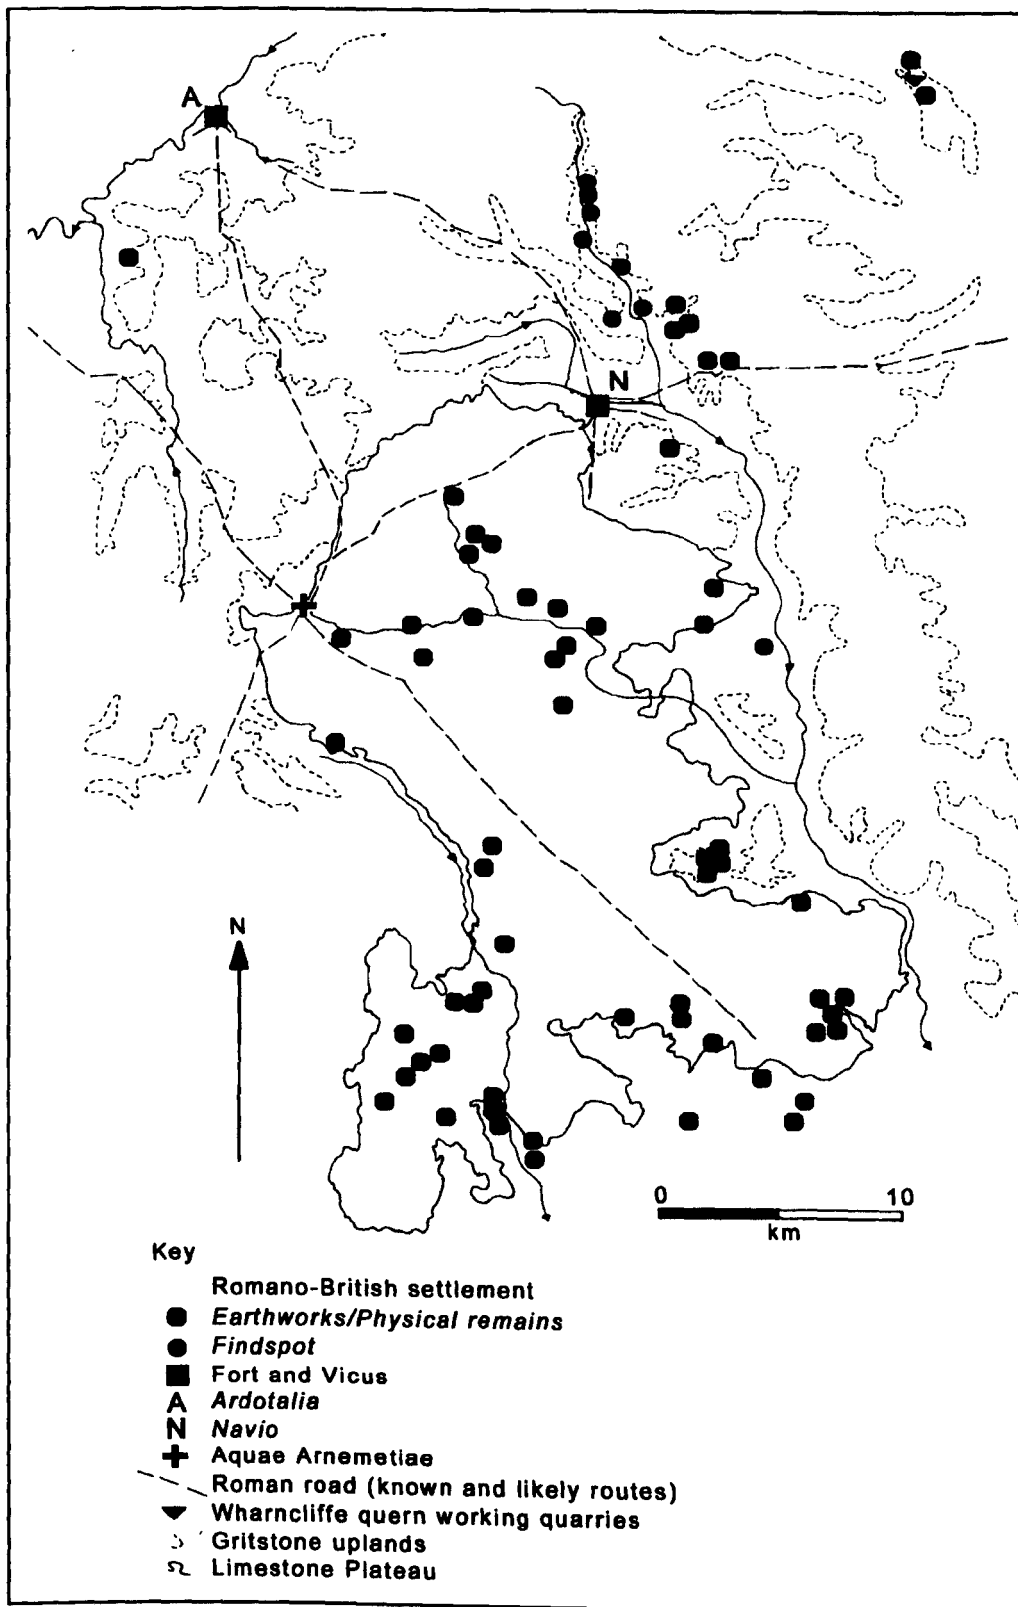 A
N
N
0 10
km
Key
Romano-British settlement
Earthworks/Physical remains
Findspot
Fort and Vicus
A Ardotalia
N Navio
Aquae Arnemetiae
Roman road (known and likely routes)
Wharncliffe quern working quarries
Gritstone uplands
Limestone Plateau